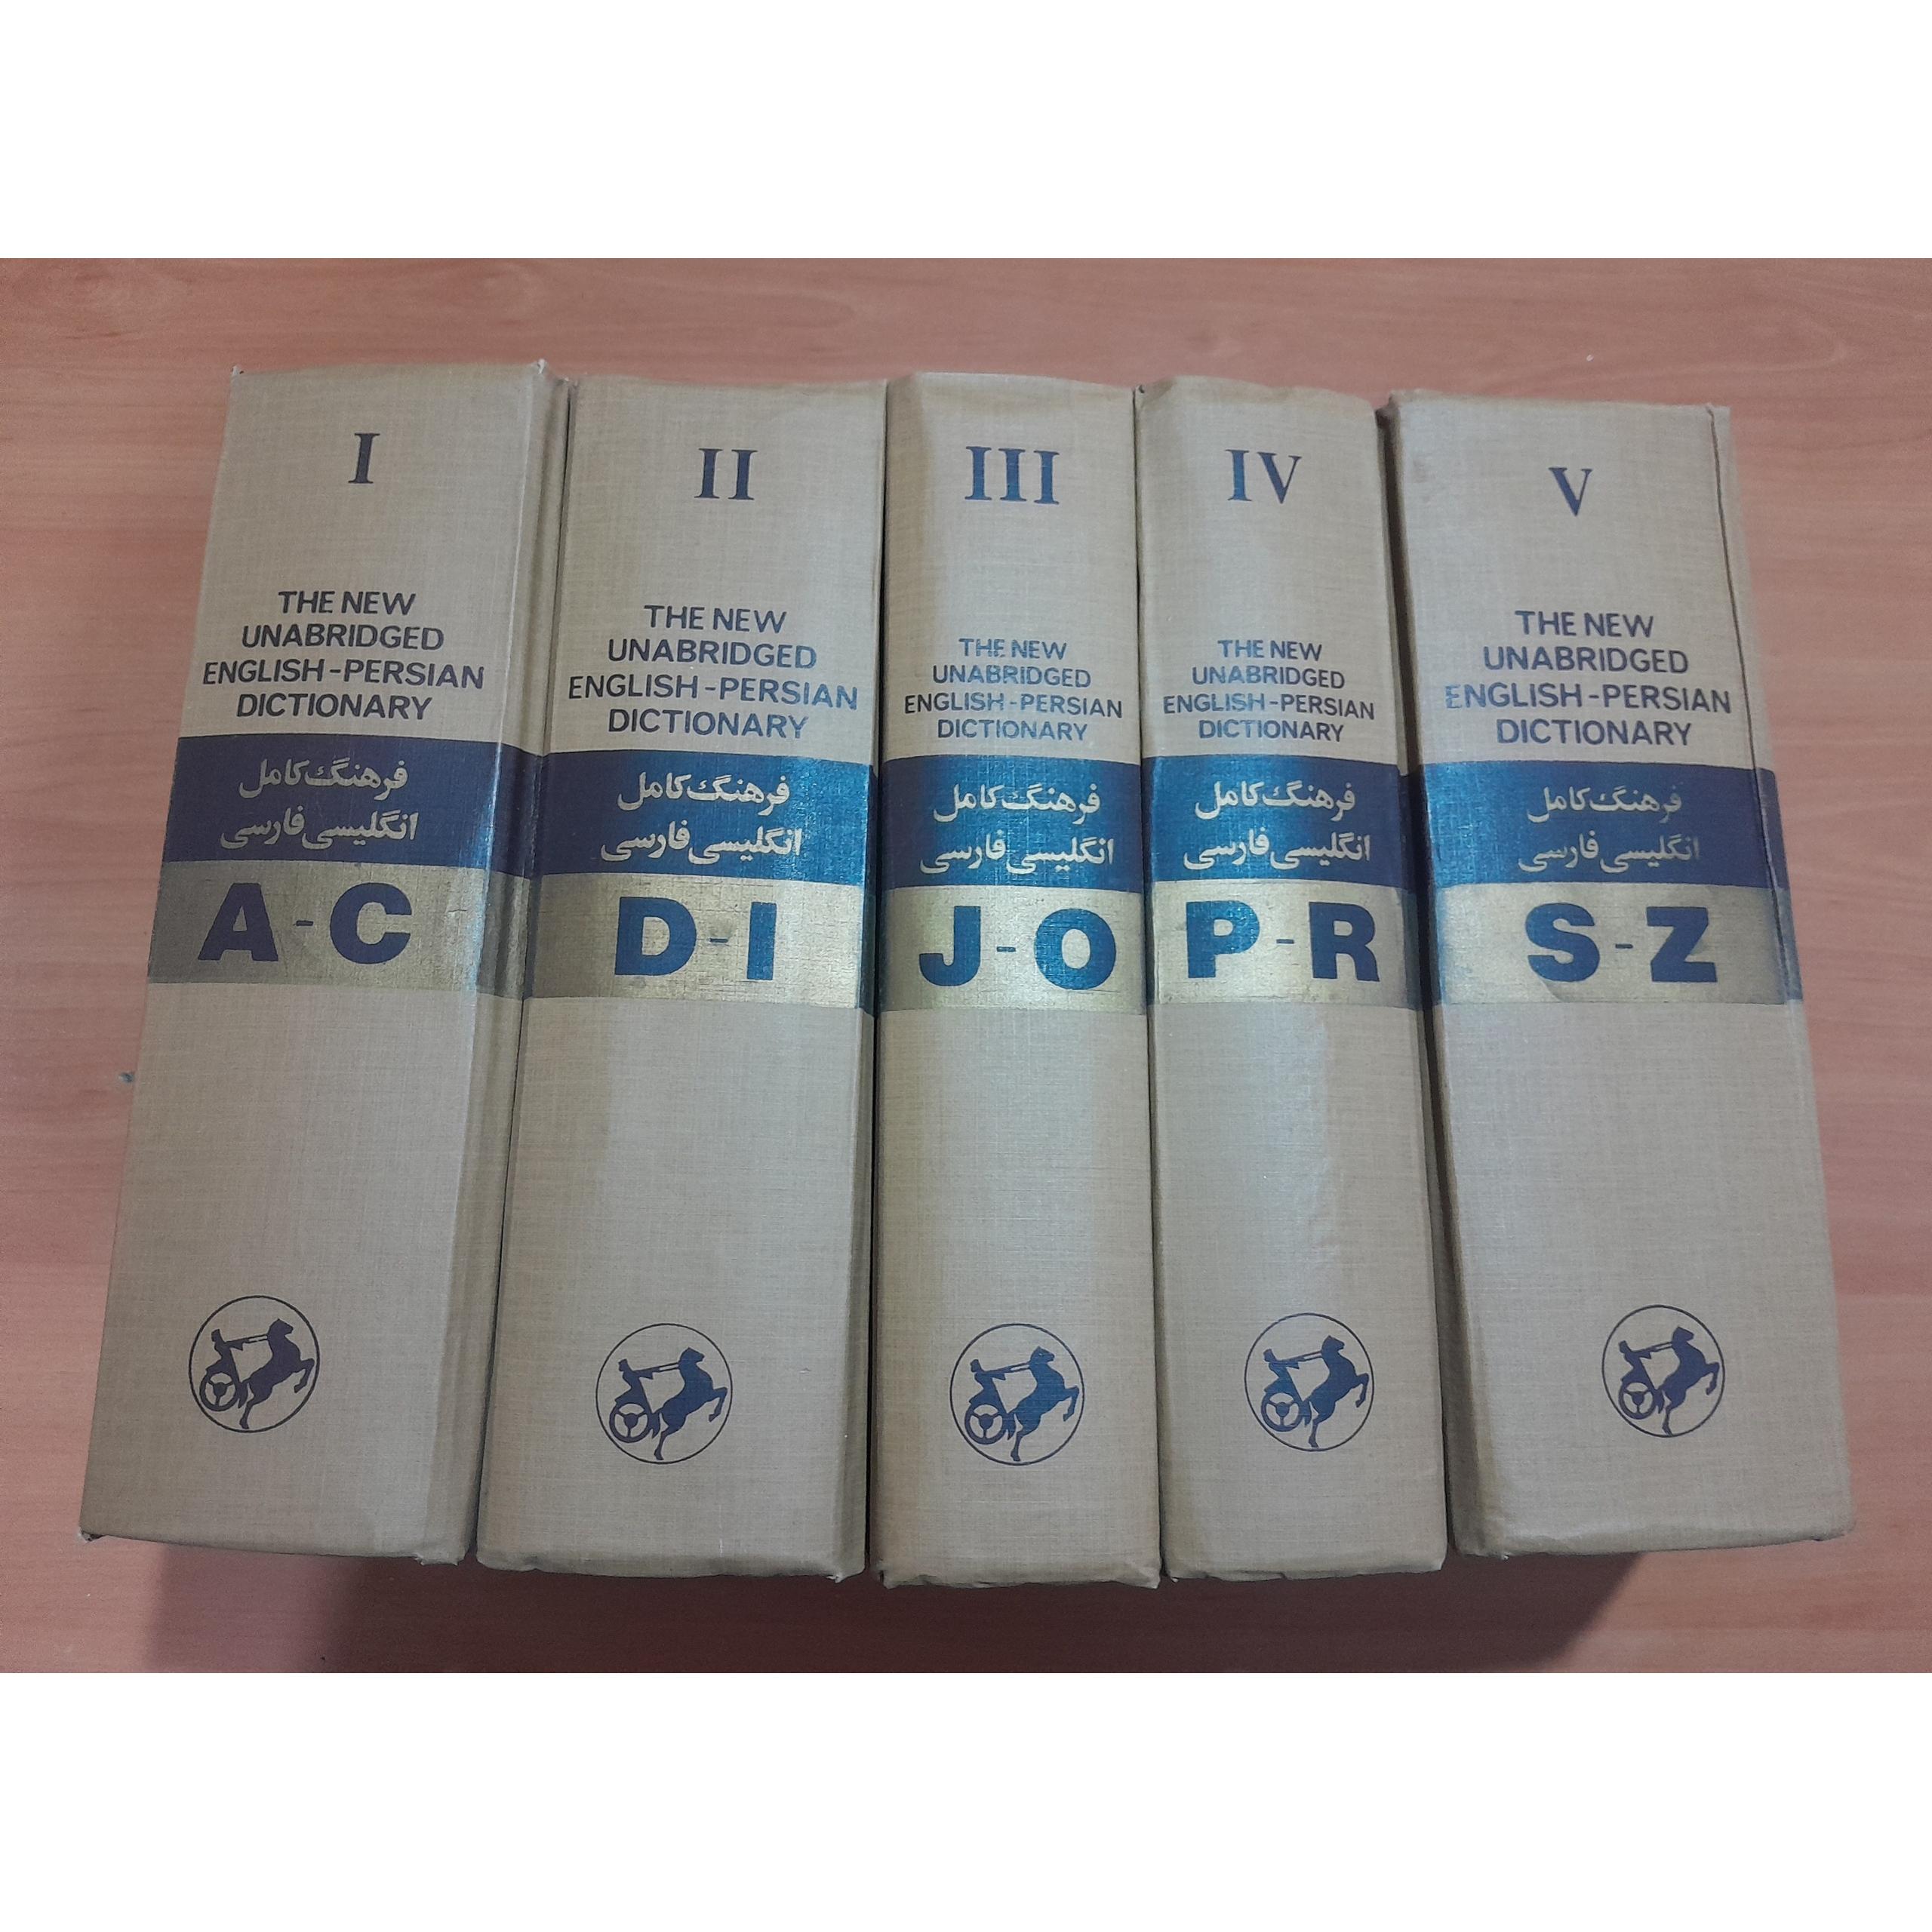 I
THE NEW
UNABRIDGED
ENGLISH-PERSIAN
DICTIONARY
فرهنگ کامل
انگلیسی فارسی
A-C
II
THE NEW
UNABRIDGED
ENGLISH-PERSIAN
DICTIONARY
فرهنگ کامل
انگلیسی فارسی
D-I
III
THE NEW
UNABRIDGED
ENGLISH-PERSIAN
DICTIONARY
فرهنگ کامل
انگلیسی فارسی
J-O
IV
THE NEW
UNABRIDGED
ENGLISH-PERSIAN
DICTIONARY
فرهنگ کامل
انگلیسی فارسی
P-R
V
THE NEW
UNABRIDGED
ENGLISH-PERSIAN
DICTIONARY
فرهنگ کامل
انگلیسی فارسی
S-Z